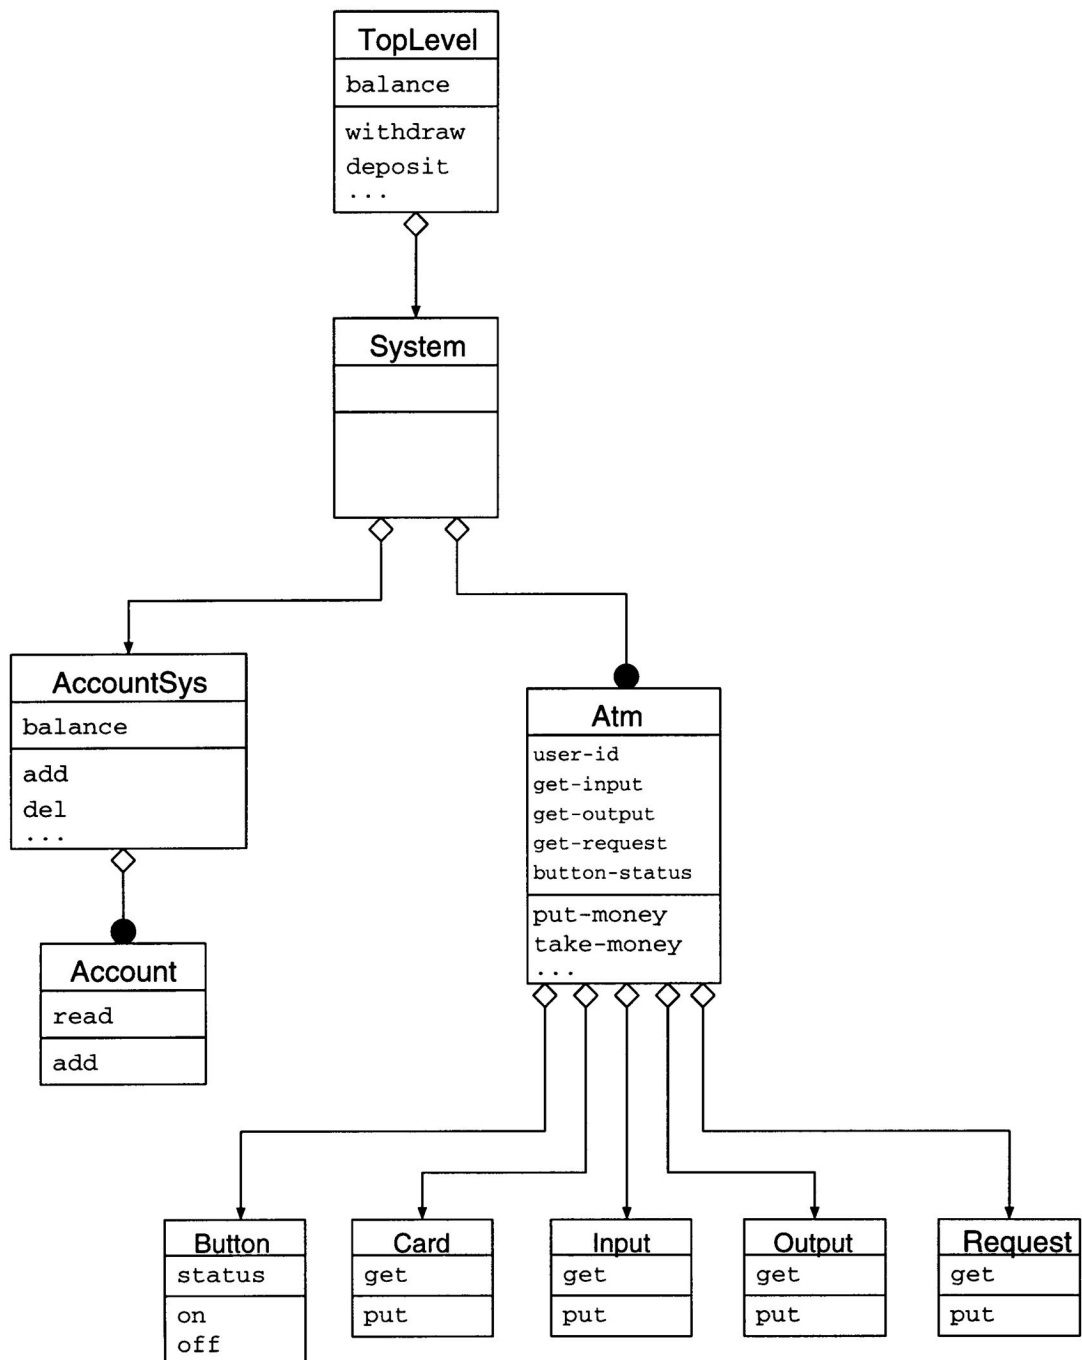 TopLevel
balance
withdraw
deposit
...
System
AccountSys
balance
add
del
...
Account
read
add
Atm
user-id
get-input
get-output
get-request
button-status
put-money
take-money
...
Button
status
on
off
Card
get
put
Input
get
put
Output
get
put
Request
get
put